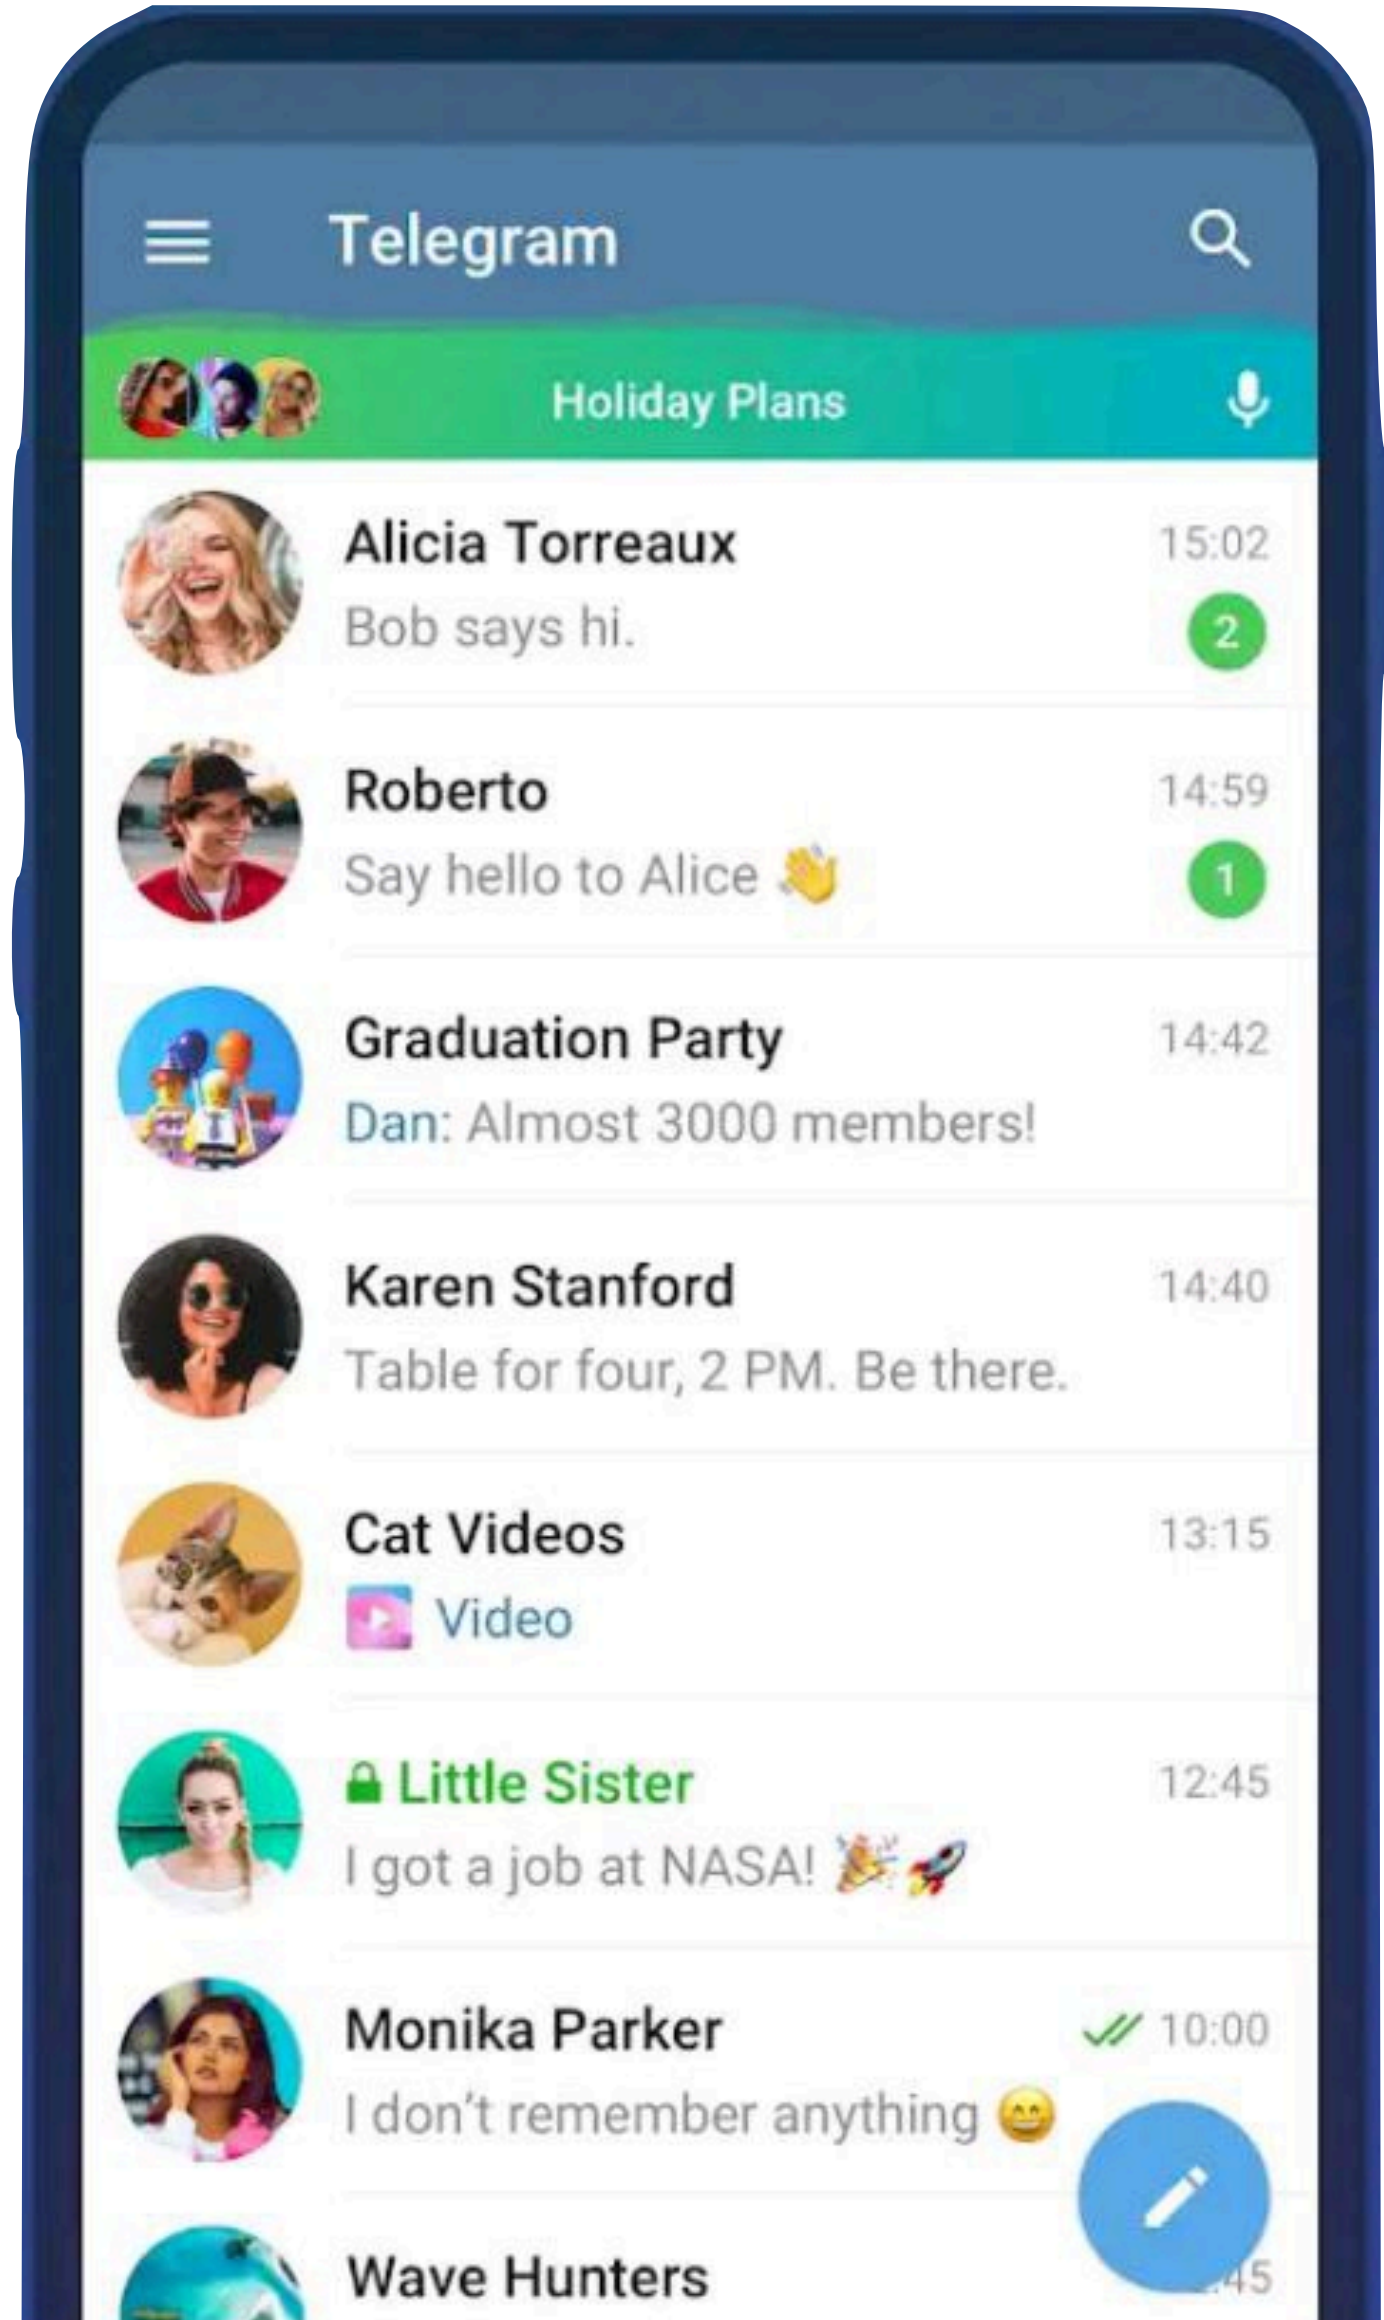 Telegram
Holiday Plans
Alicia Torreaux 15:02
Bob says hi. 2
Roberto 14:59
Say hello to Alice 👋 1
Graduation Party 14:42
Dan: Almost 3000 members!
Karen Stanford 14:40
Table for four, 2 PM. Be there.
Cat Videos 13:15
Video
Little Sister 12:45
I got a job at NASA! 🎉🚀
Monika Parker 10:00
I don't remember anything 😁
Wave Hunters